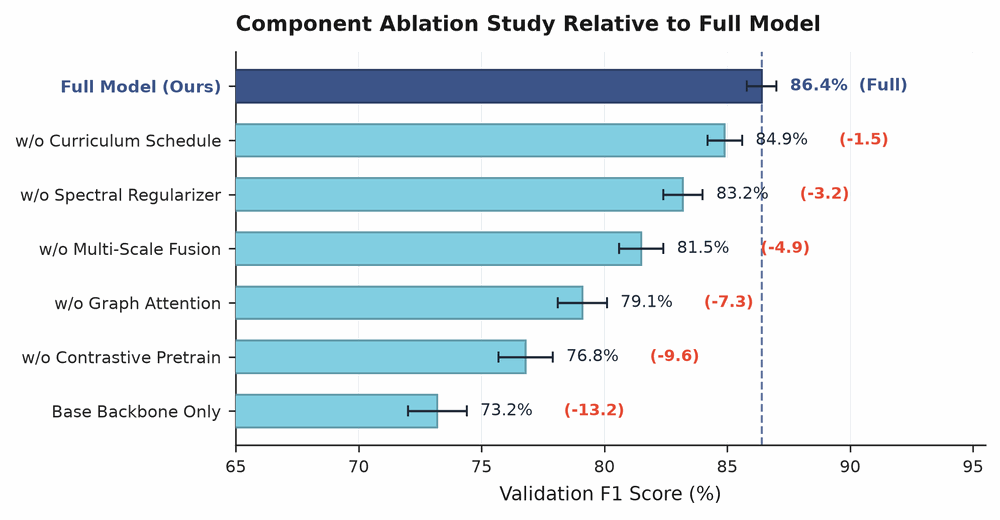 Component Ablation Study Relative to Full Model
Full Model (Ours) 86.4% (Full)
w/o Curriculum Schedule 84.9% (-1.5)
w/o Spectral Regularizer 83.2% (-3.2)
w/o Multi-Scale Fusion 81.5% (-4.9)
w/o Graph Attention 79.1% (-7.3)
w/o Contrastive Pretrain 76.8% (-9.6)
Base Backbone Only 73.2% (-13.2)
65 70 75 80 85 90 95
Validation F1 Score (%)